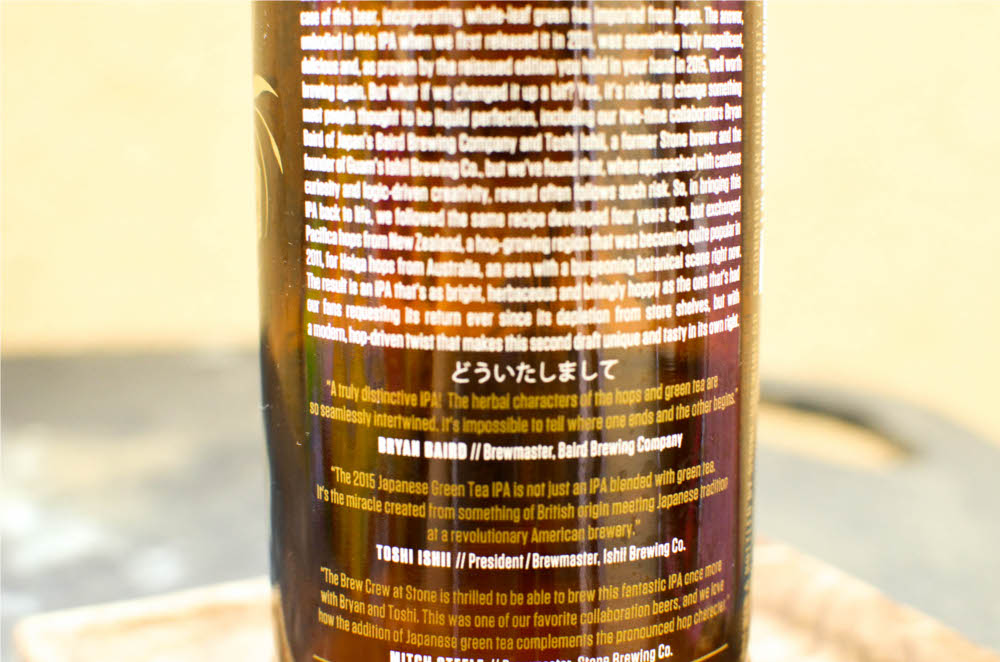 case of this beer, incorporating whole-leaf green tea imported from Japan. The answer,
embodied in this IPA when we first released it in 2011, was something truly magnificent,
delicious and, as proven by the reissued edition you hold in your hand in 2015, well worth
brewing again. But what if we changed it up a bit? Yes, it's riskier to change something
most people thought to be liquid perfection, including our two-time collaborators Bryan
Baird of Japan's Baird Brewing Company and Toshi Ishii, a former Stone brewer and the
founder of Guam's Ishii Brewing Co., but we've found that, when approached with cautious
curiosity and logic-driven creativity, reward often follows such risk. So, in bringing this
IPA back to life, we followed the same recipe developed four years ago, but exchanged
Pacifica hops from New Zealand, a hop-growing region that was becoming quite popular in
2011, for Helga hops from Australia, an area with a burgeoning botanical scene right now.
The result is an IPA that's as bright, herbaceous and bitingly hoppy as the one that's had
our fans requesting its return ever since its depletion from store shelves, but with
a modern, hop-driven twist that makes this second draft unique and tasty in its own right.
どういたしまして
"A truly distinctive IPA! The herbal characters of the hops and green tea are
so seamlessly intertwined, it's impossible to tell where one ends and the other begins."
BRYAN BAIRD // Brewmaster, Baird Brewing Company
"The 2015 Japanese Green Tea IPA is not just an IPA blended with green tea.
It's the miracle created from something of British origin meeting Japanese tradition
at a revolutionary American brewery."
TOSHI ISHII // President/Brewmaster, Ishii Brewing Co.
"The Brew Crew at Stone is thrilled to be able to brew this fantastic IPA once more
with Bryan and Toshi. This was one of our favorite collaboration beers, and we love
how the addition of Japanese green tea complements the pronounced hop character."
MITCH STEELE // Brewmaster, Stone Brewing Co.